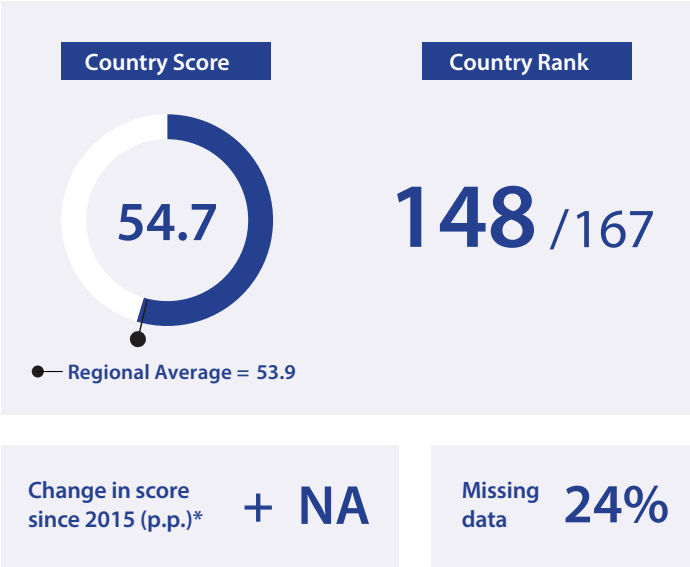 Country Score
Country Rank
54.7
148 /167
Regional Average = 53.9
Change in score
since 2015 (p.p.)*
+ NA
Missing
data
24%